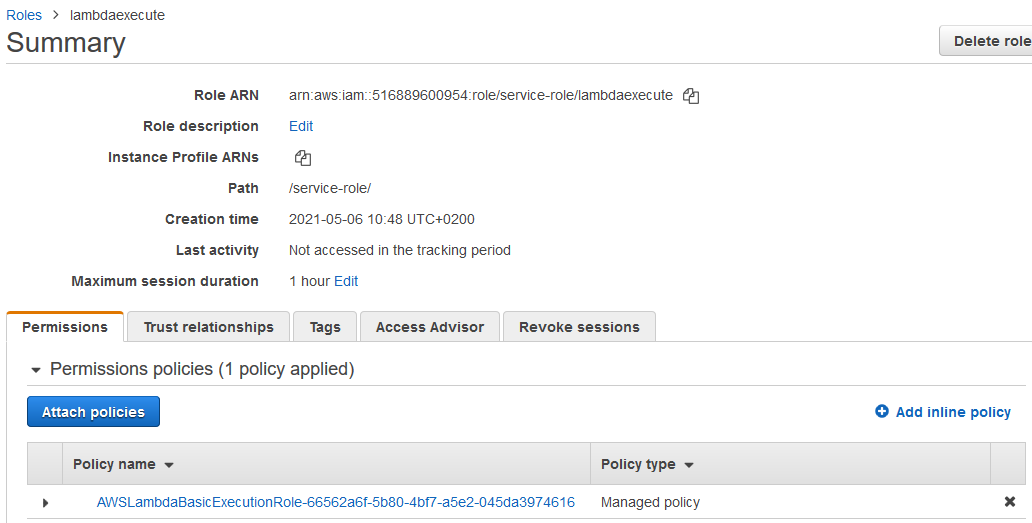 Roles > lambdaexecute
Summary
Delete role
Role ARN arn:aws:iam::516889600954:role/service-role/lambdaexecute
Role description Edit
Instance Profile ARNs
Path /service-role/
Creation time 2021-05-06 10:48 UTC+0200
Last activity Not accessed in the tracking period
Maximum session duration 1 hour Edit
Permissions Trust relationships Tags Access Advisor Revoke sessions
Permissions policies (1 policy applied)
Attach policies Add inline policy
Policy name Policy type
AWSLambdaBasicExecutionRole-66562a6f-5b80-4bf7-a5e2-045da3974616 Managed policy